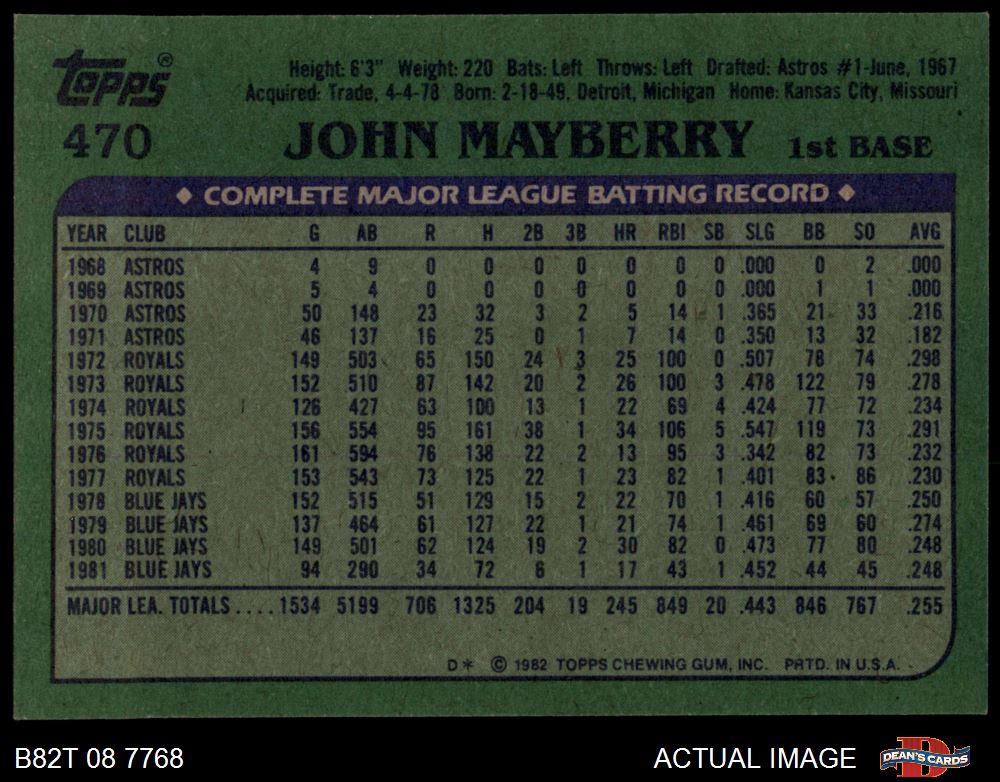 Topps®
Height: 6'3" Weight: 220 Bats: Left Throws: Left Drafted: Astros #1-June, 1967
Acquired: Trade, 4-4-78 Born: 2-18-49, Detroit, Michigan Home: Kansas City, Missouri
470 JOHN MAYBERRY 1st BASE
◆ COMPLETE MAJOR LEAGUE BATTING RECORD ◆
YEAR CLUB G AB R H 2B 3B HR RBI SB SLG BB SO AVG
1968 ASTROS 4 9 0 0 0 0 0 0 0 .000 0 2 .000
1969 ASTROS 5 4 0 0 0 0 0 0 0 .000 1 1 .000
1970 ASTROS 50 148 23 32 3 2 5 14 1 .365 21 33 .216
1971 ASTROS 46 137 16 25 0 1 7 14 0 .350 13 32 .182
1972 ROYALS 149 503 65 150 24 3 25 100 0 .507 78 74 .298
1973 ROYALS 152 510 87 142 20 2 26 100 3 .478 122 79 .278
1974 ROYALS 126 427 63 100 13 1 22 69 4 .424 77 72 .234
1975 ROYALS 156 554 95 161 38 1 34 106 5 .547 119 73 .291
1976 ROYALS 161 594 76 138 22 2 13 95 3 .342 82 73 .232
1977 ROYALS 153 543 73 125 22 1 23 82 1 .401 83 86 .230
1978 BLUE JAYS 152 515 51 129 15 2 22 70 1 .416 60 57 .250
1979 BLUE JAYS 137 464 61 127 22 1 21 74 1 .461 69 60 .274
1980 BLUE JAYS 149 501 62 124 19 2 30 82 0 .473 77 80 .248
1981 BLUE JAYS 94 290 34 72 6 1 17 43 1 .452 44 45 .248
MAJOR LEA. TOTALS .... 1534 5199 706 1325 204 19 245 849 20 .443 846 767 .255
D* © 1982 TOPPS CHEWING GUM, INC. PRTD. IN U.S.A.
B82T 08 7768 ACTUAL IMAGE DEAN'S CARDS